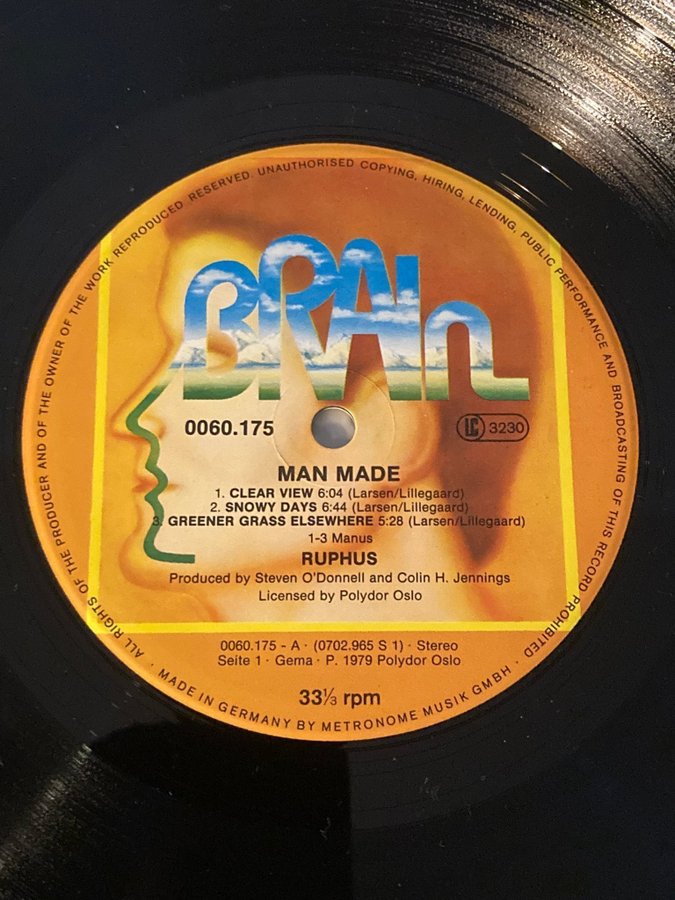 ALL RIGHTS OF THE PRODUCER AND OF THE OWNER OF THE WORK REPRODUCED RESERVED. UNAUTHORISED COPYING, HIRING, LENDING, PUBLIC PERFORMANCE AND BROADCASTING OF THIS RECORD PROHIBITED
BRAIn
0060.175
LC 3230
MAN MADE
1. CLEAR VIEW 6:04 (Larsen/Lillegaard)
2. SNOWY DAYS 6:44 (Larsen/Lillegaard)
3. GREENER GRASS ELSEWHERE 5:28 (Larsen/Lillegaard)
1-3 Manus
RUPHUS
Produced by Steven O'Donnell and Colin H. Jennings
Licensed by Polydor Oslo
0060.175 - A · (0702.965 S 1) · Stereo
Seite 1 · Gema · P. 1979 Polydor Oslo
33⅓ rpm
· MADE IN GERMANY BY METRONOME MUSIK GMBH ·